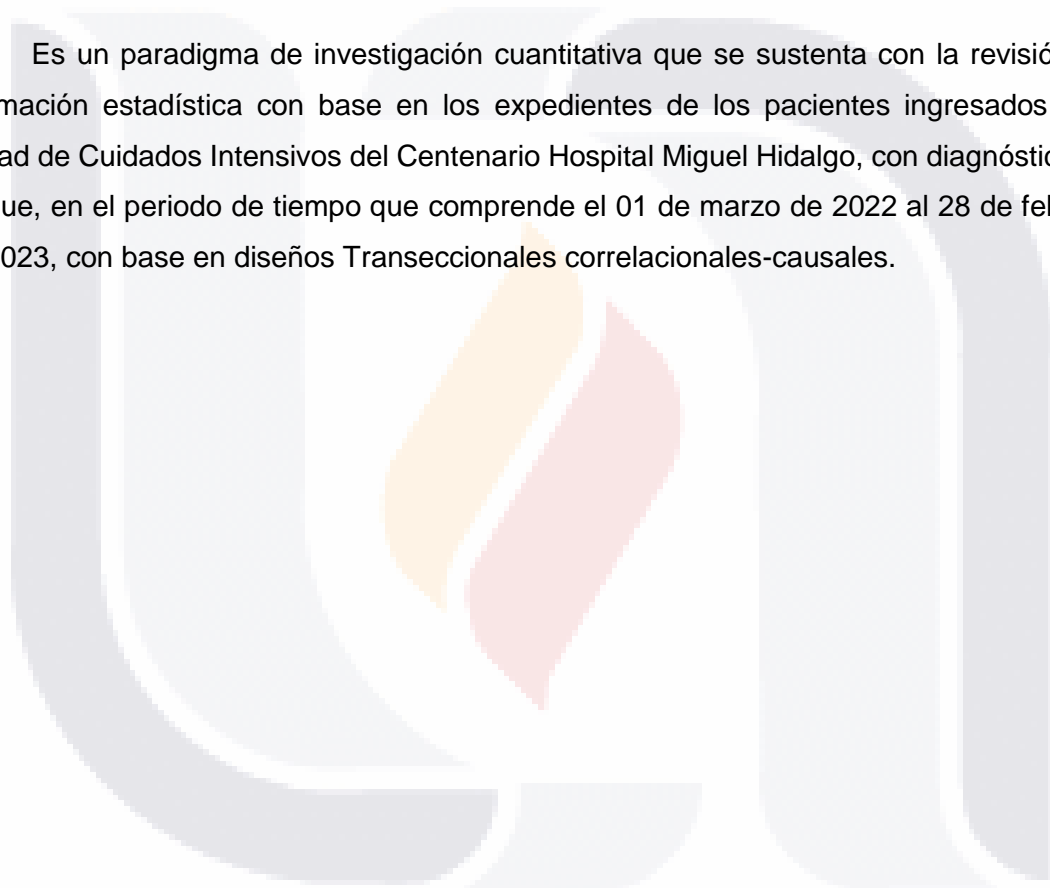 Es un paradigma de investigación cuantitativa que se sustenta con la revisió
mación estadística con base en los expedientes de los pacientes ingresados
ad de Cuidados Intensivos del Centenario Hospital Miguel Hidalgo, con diagnóstic
ue, en el periodo de tiempo que comprende el 01 de marzo de 2022 al 28 de fe
023, con base en diseños Transeccionales correlacionales-causales.